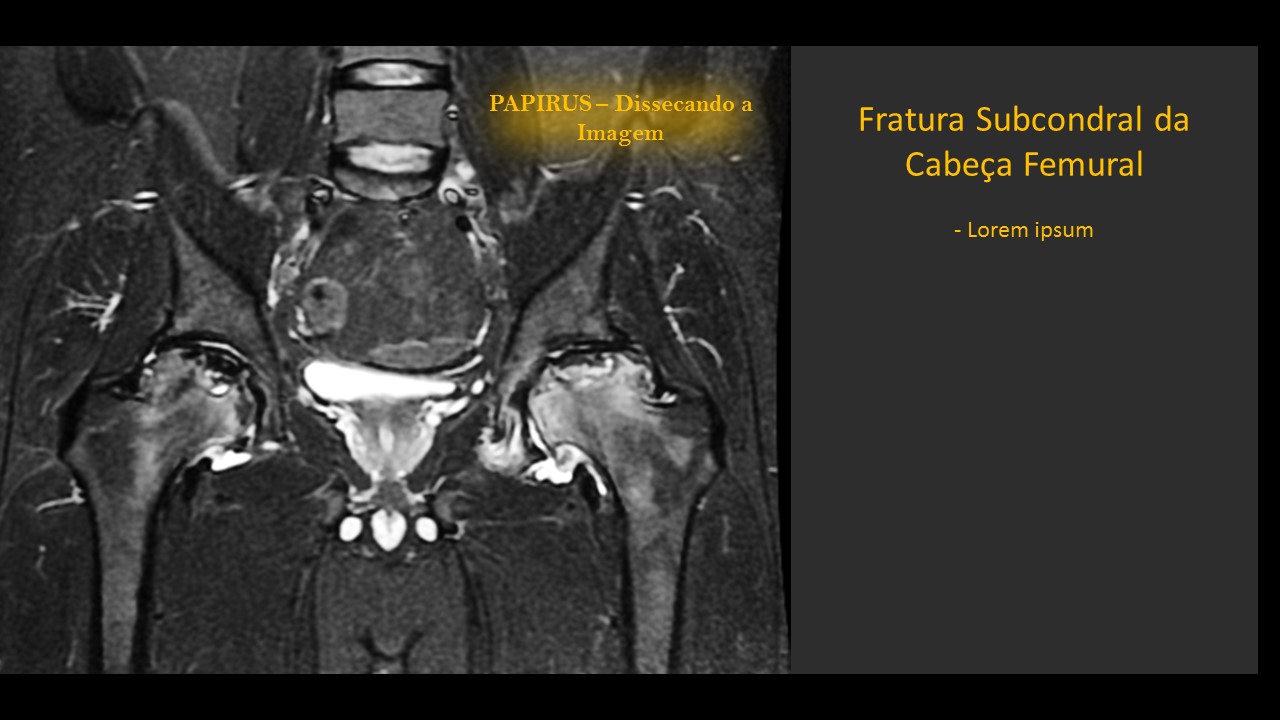 PAPIRUS – Dissecando a
Imagem
Fratura Subcondral da
Cabeça Femural
- Lorem ipsum